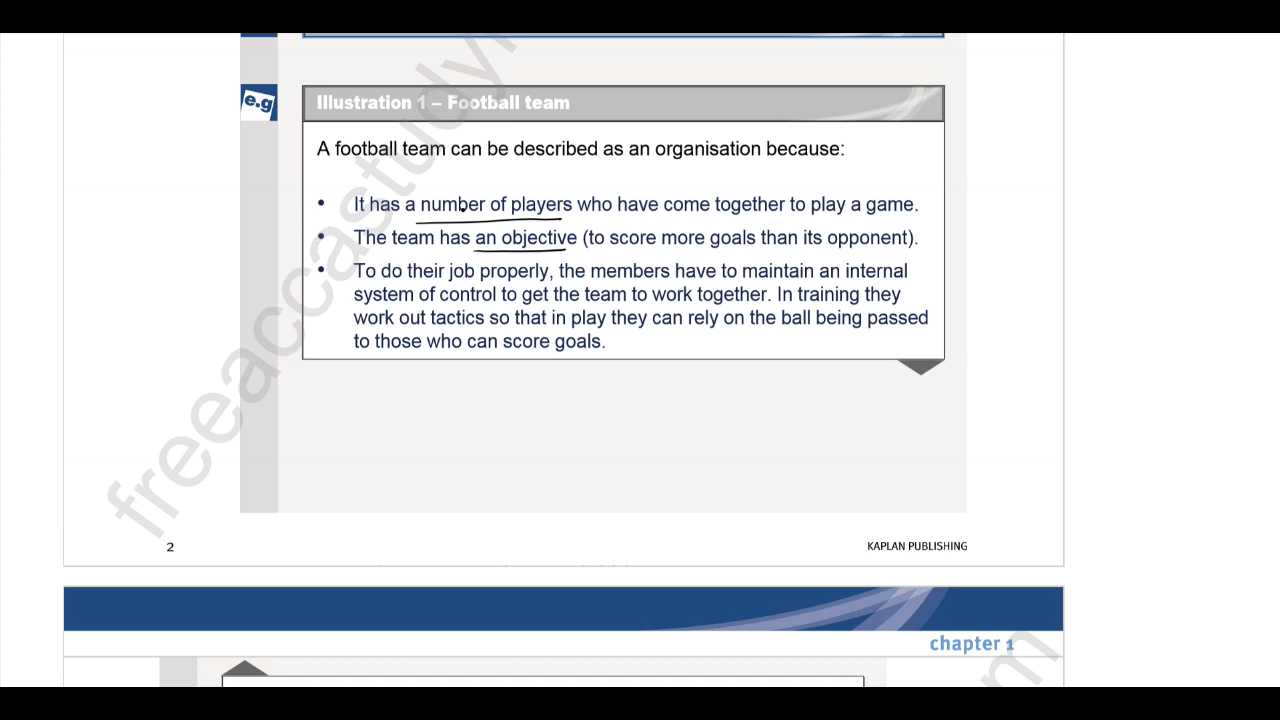 e.g
Illustration 1 – Football team
A football team can be described as an organisation because:
• It has a number of players who have come together to play a game.
• The team has an objective (to score more goals than its opponent).
• To do their job properly, the members have to maintain an internal
system of control to get the team to work together. In training they
work out tactics so that in play they can rely on the ball being passed
to those who can score goals.
2
KAPLAN PUBLISHING
chapter 1